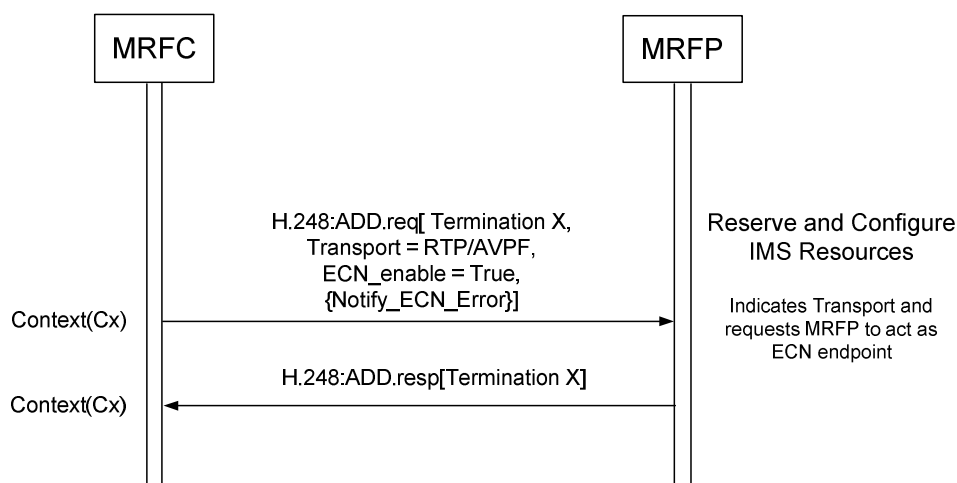 MRFC
MRFP
H.248:ADD.req[ Termination X,
Transport = RTP/AVPF,
ECN_enable = True,
{Notify_ECN_Error}]
Reserve and Configure
IMS Resources
Context(Cx)
Indicates Transport and
requests MRFP to act as
ECN endpoint
H.248:ADD.resp[Termination X]
Context(Cx)